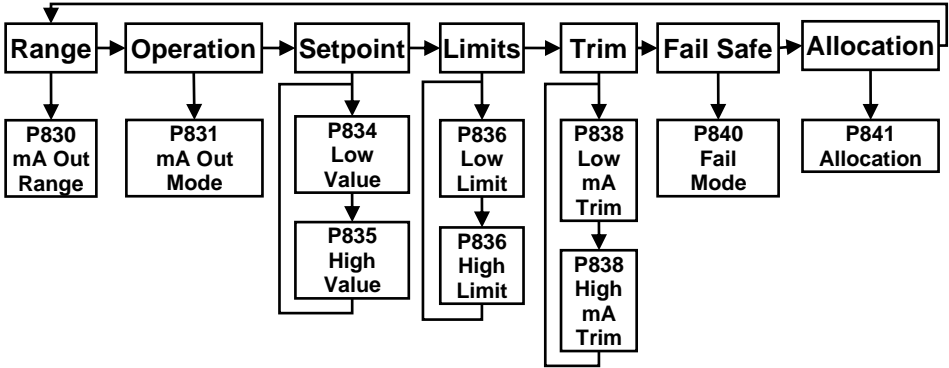 Range
Operation
Setpoint
Limits
Trim
Fail Safe
Allocation
P830
mA Out
Range
P831
mA Out
Mode
P834
Low
Value
P835
High
Value
P836
Low
Limit
P836
High
Limit
P838
Low
mA
Trim
P838
High
mA
Trim
P840
Fail
Mode
P841
Allocation